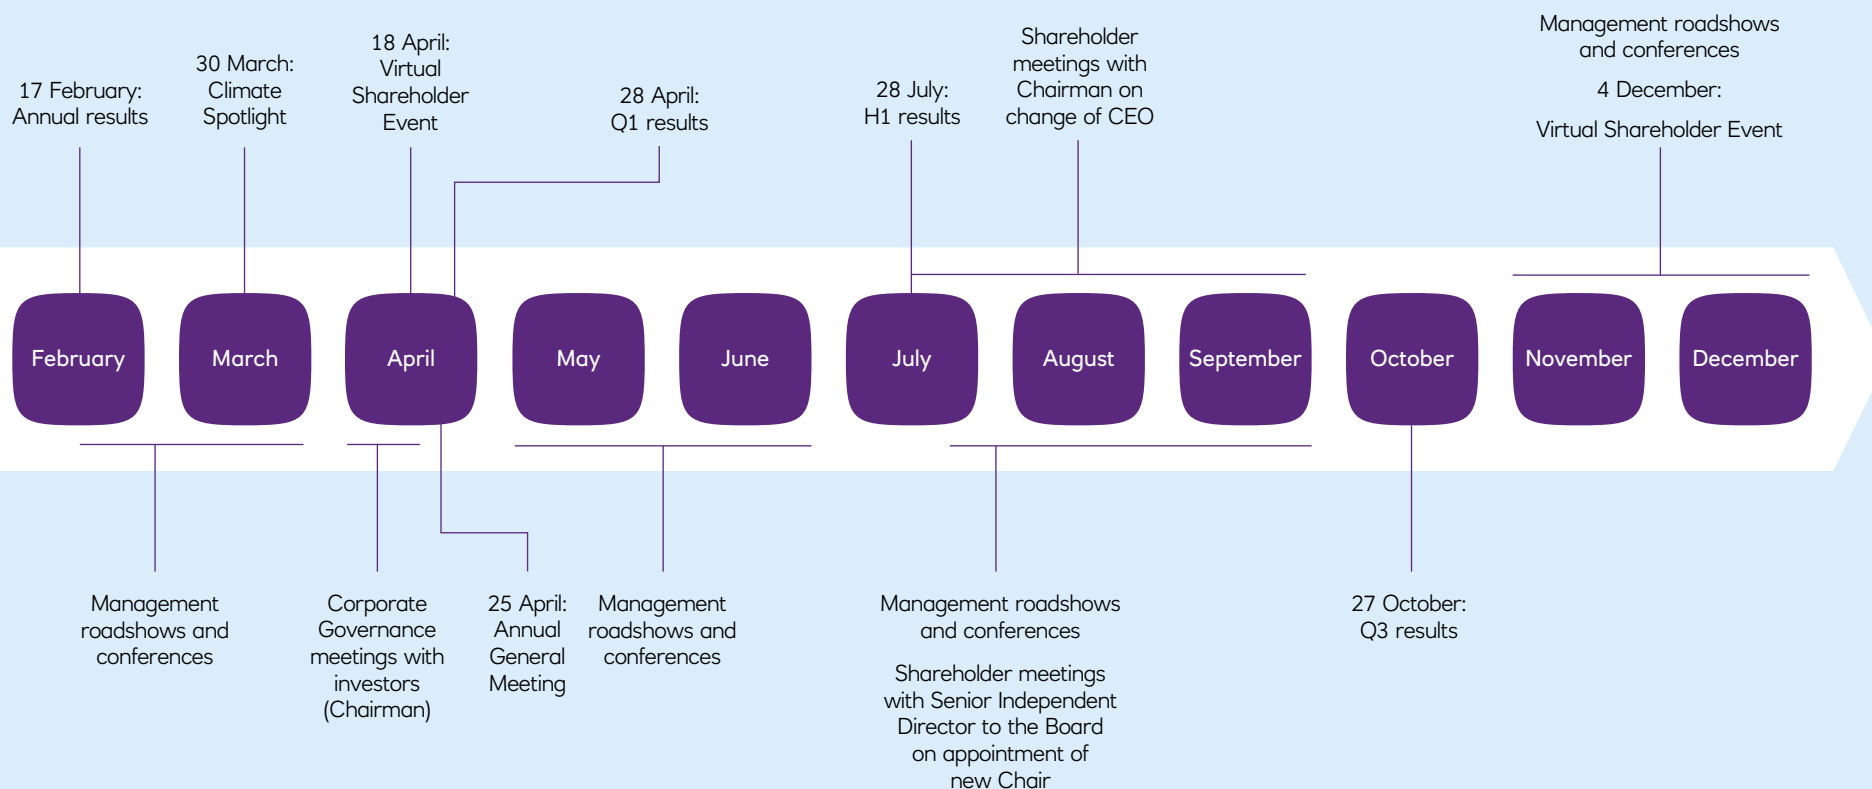 17 February:
Annual results
30 March:
Climate
Spotlight
18 April:
Virtual
Shareholder
Event
28 April:
Q1 results
28 July:
H1 results
Shareholder
meetings with
Chairman on
change of CEO
Management roadshows
and conferences
4 December:
Virtual Shareholder Event
February
March
April
May
June
July
August
September
October
November
December
Management
roadshows and
conferences
Corporate
Governance
meetings with
investors
(Chairman)
25 April:
Annual
General
Meeting
Management
roadshows and
conferences
Management roadshows
and conferences
Shareholder meetings
with Senior Independent
Director to the Board
on appointment of
new Chair
27 October:
Q3 results